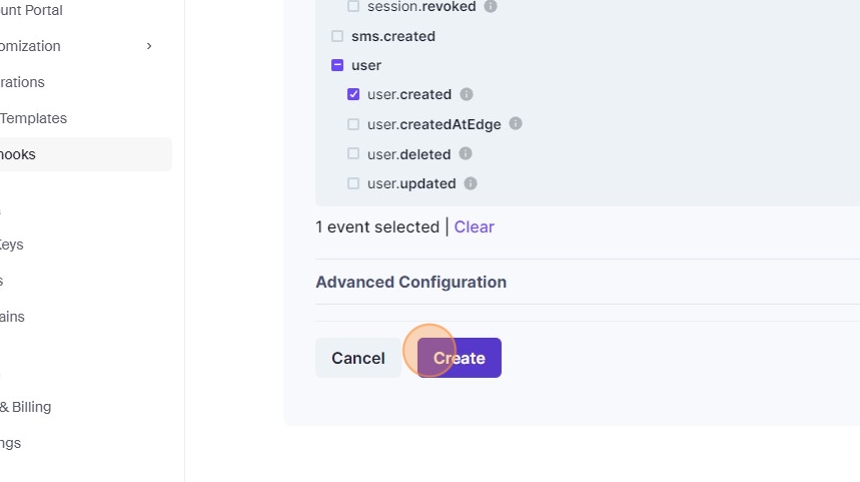 unt Portal
omization
rations
Templates
nooks
s
Keys
s
ains
& Billing
ngs
session.revoked
sms.created
user
user.created
user.createdAtEdge
user.deleted
user.updated
1 event selected | Clear
Advanced Configuration
Cancel
Create